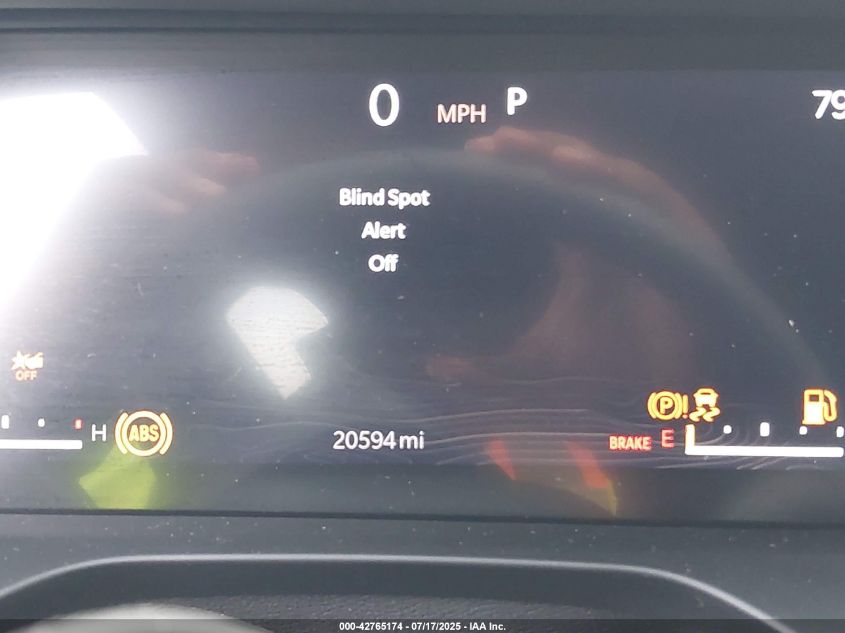 0 MPH P 79
Blind Spot
Alert
Off
OFF
H ABS 20594 mi BRAKE E P !
000-42765174 - 07/17/2025 - IAA Inc.